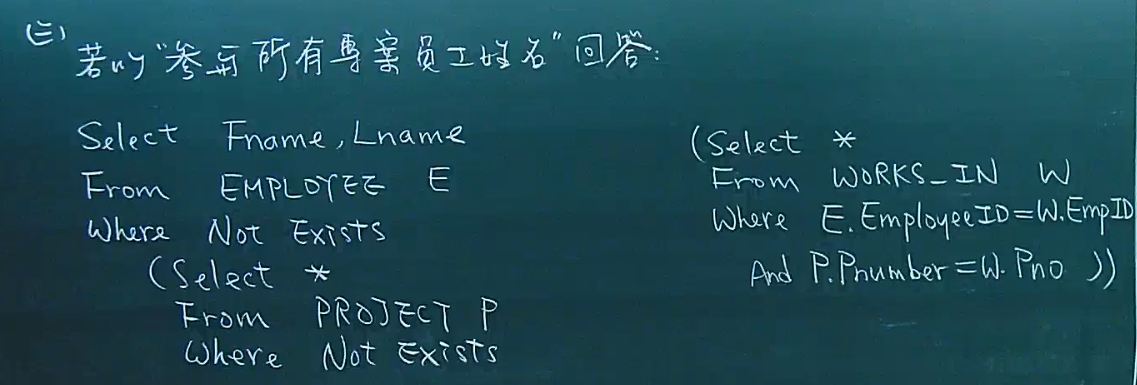 (三)
若以"參與所有專案員工姓名"回答:
Select Fname, Lname
From EMPLOYEE E
Where Not Exists
(Select *
From PROJECT P
Where Not Exists
(Select *
From WORKS_IN W
Where E.EmployeeID=W.EmpID
And P.Pnumber=W.Pno ))